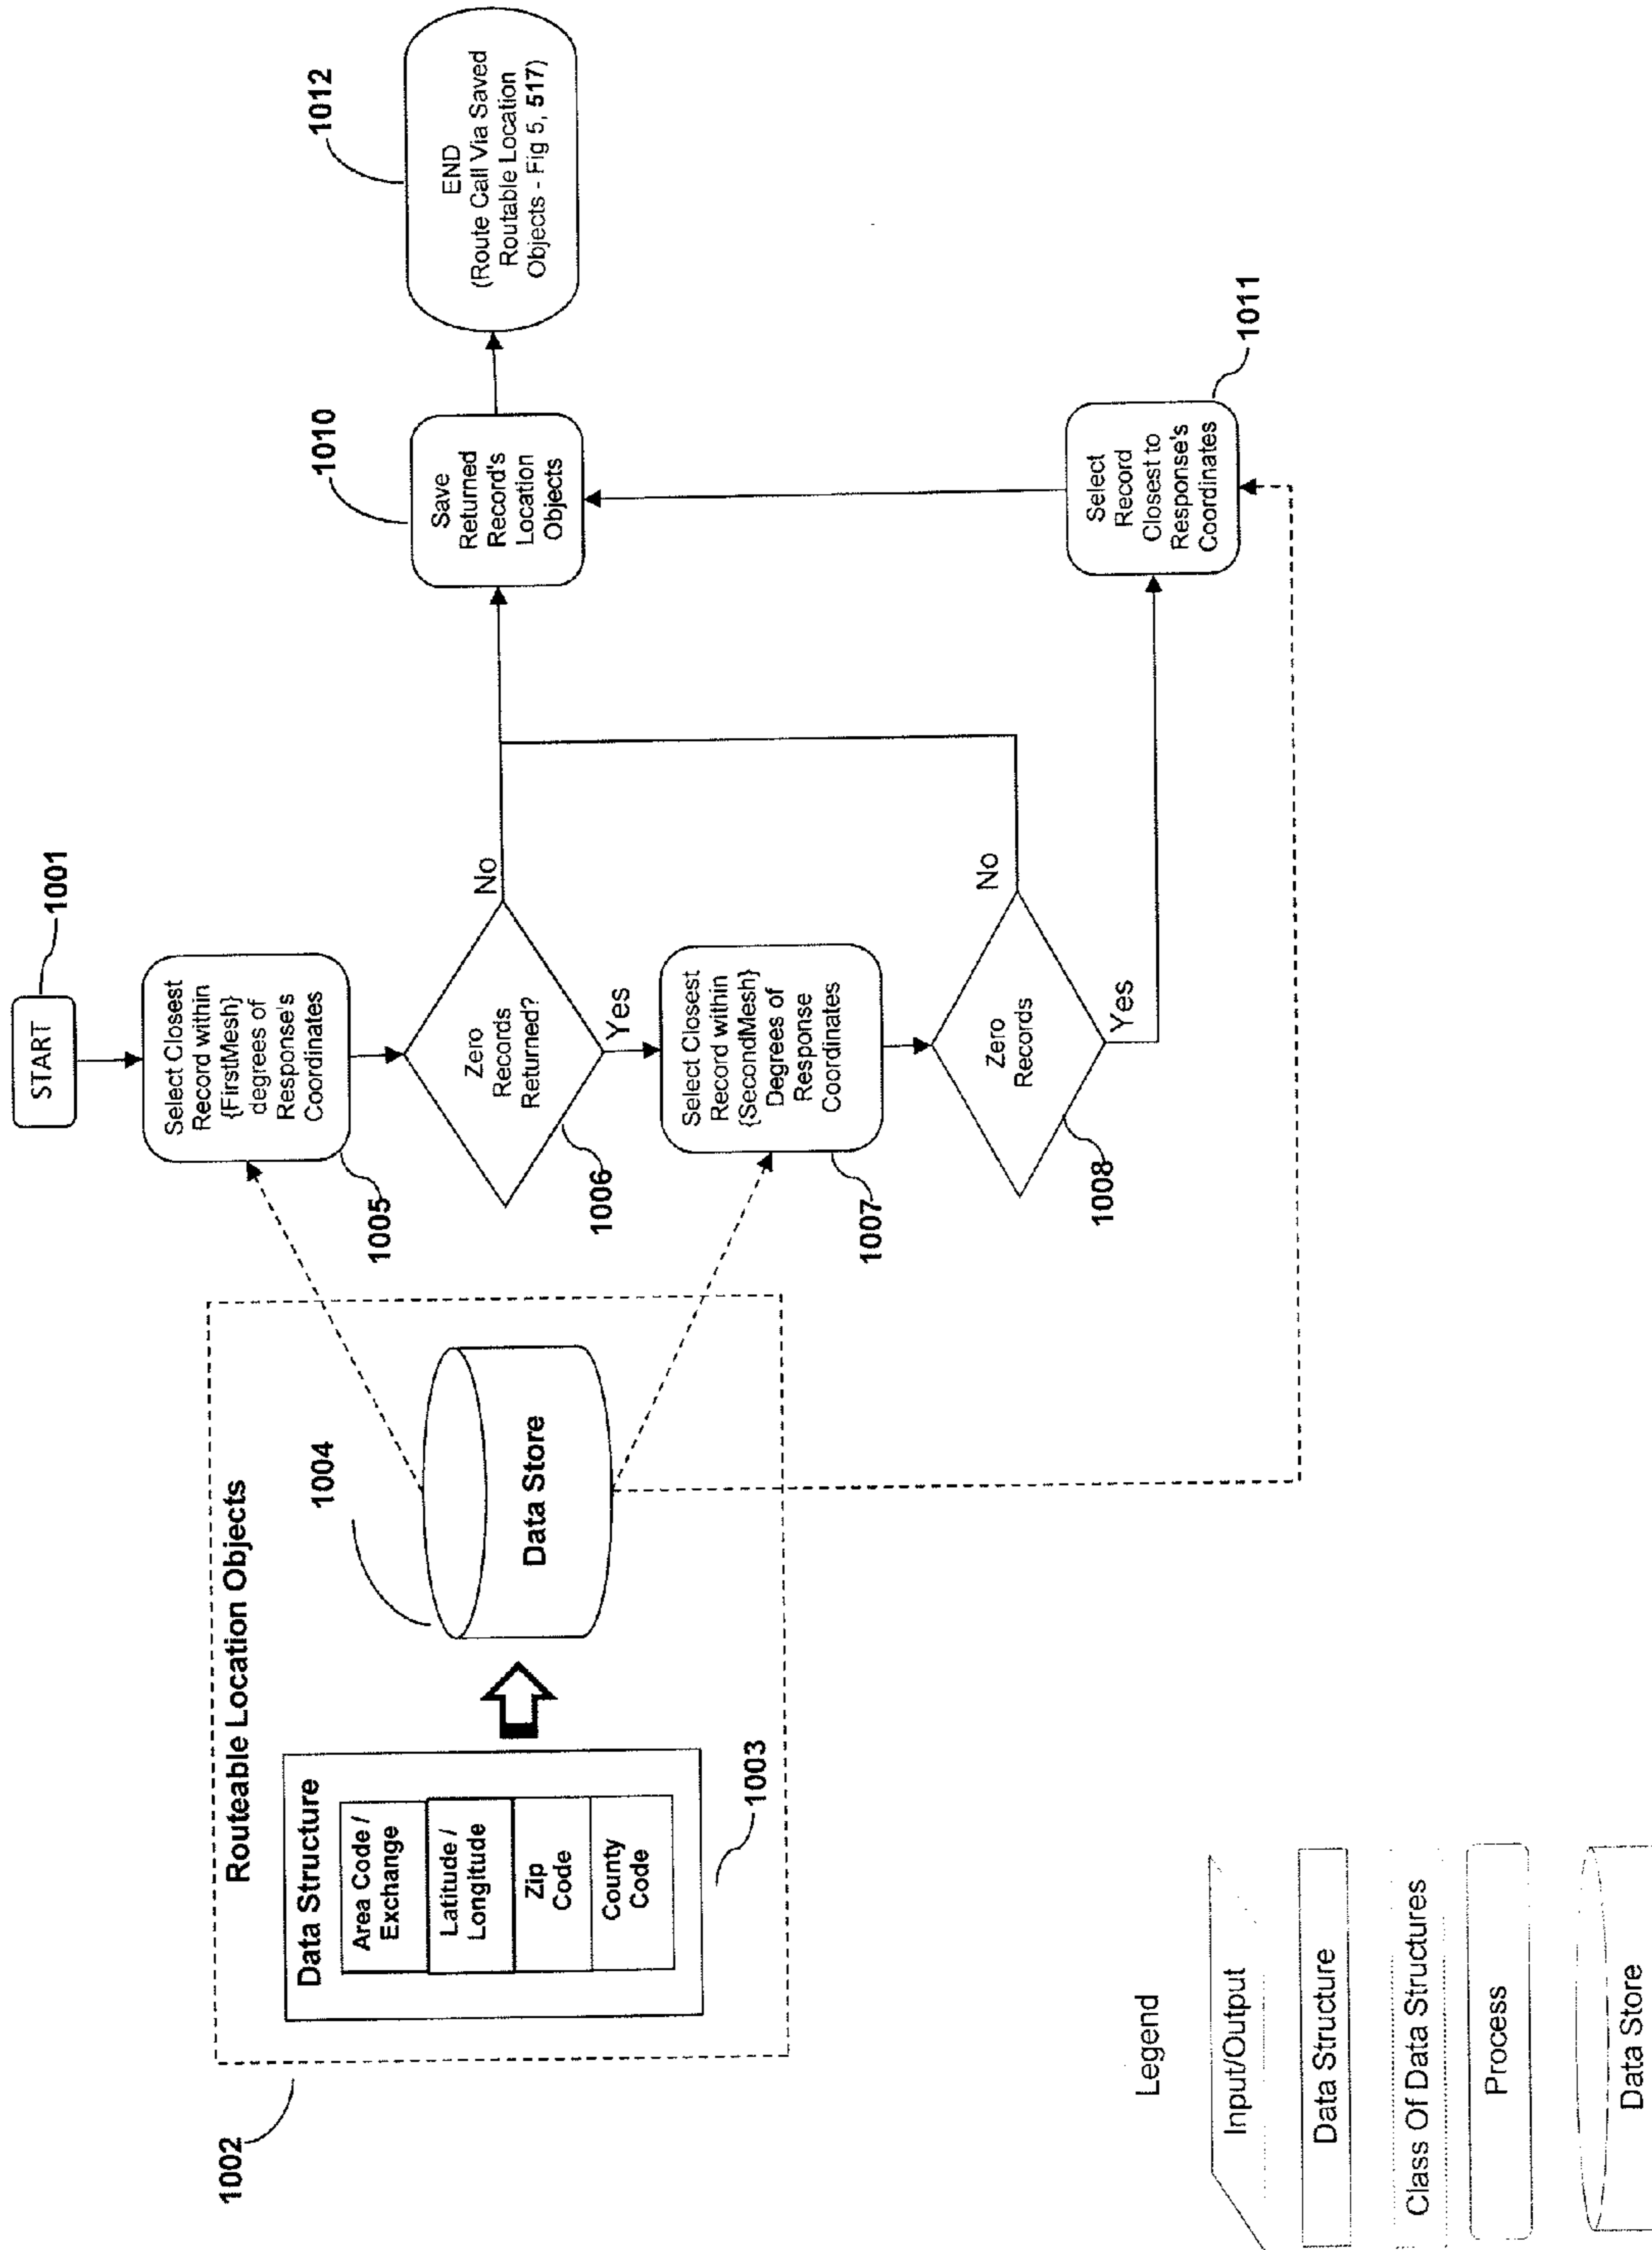 START
1001
Select Closest
Record within
{FirstMesh}
degrees of
Response's
Coordinates
1005
Zero
Records
Returned?
1006
No
Yes
Select Closest
Record within
{SecondMesh}
Degrees of
Response
Coordinates
1007
Zero
Records
1008
No
Yes
Save
Returned
Record's
Location
Objects
1010
Select
Record
Closest to
Response's
Coordinates
1011
END
(Route Call Via Saved
Routable Location
Objects - Fig 5, 517)
1012
1002
Routeable Location Objects
Data Structure
Area Code /
Exchange
Latitude /
Longitude
Zip
Code
County
Code
1003
1004
Data Store
Legend
Input/Output
Data Structure
Class Of Data Structures
Process
Data Store